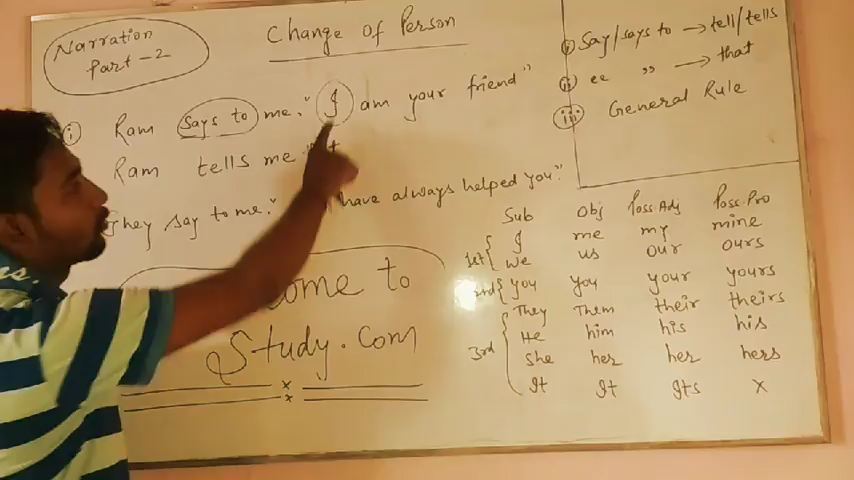 Narration
Part-2
Change of Person
(i) Ram says to me," I am your friend"
Ram tells me
They say to me." have always helped you."
come to
Study.com
(i) Say/says to → tell/tells
(ii) ee ,, → that
(iii) General Rule
Sub Obj Poss.Adj Poss.Pro
1st { I me my mine
We us our ours
2nd { you you your yours
3rd { They Them their theirs
He him his his
She her her hers
It It Its X